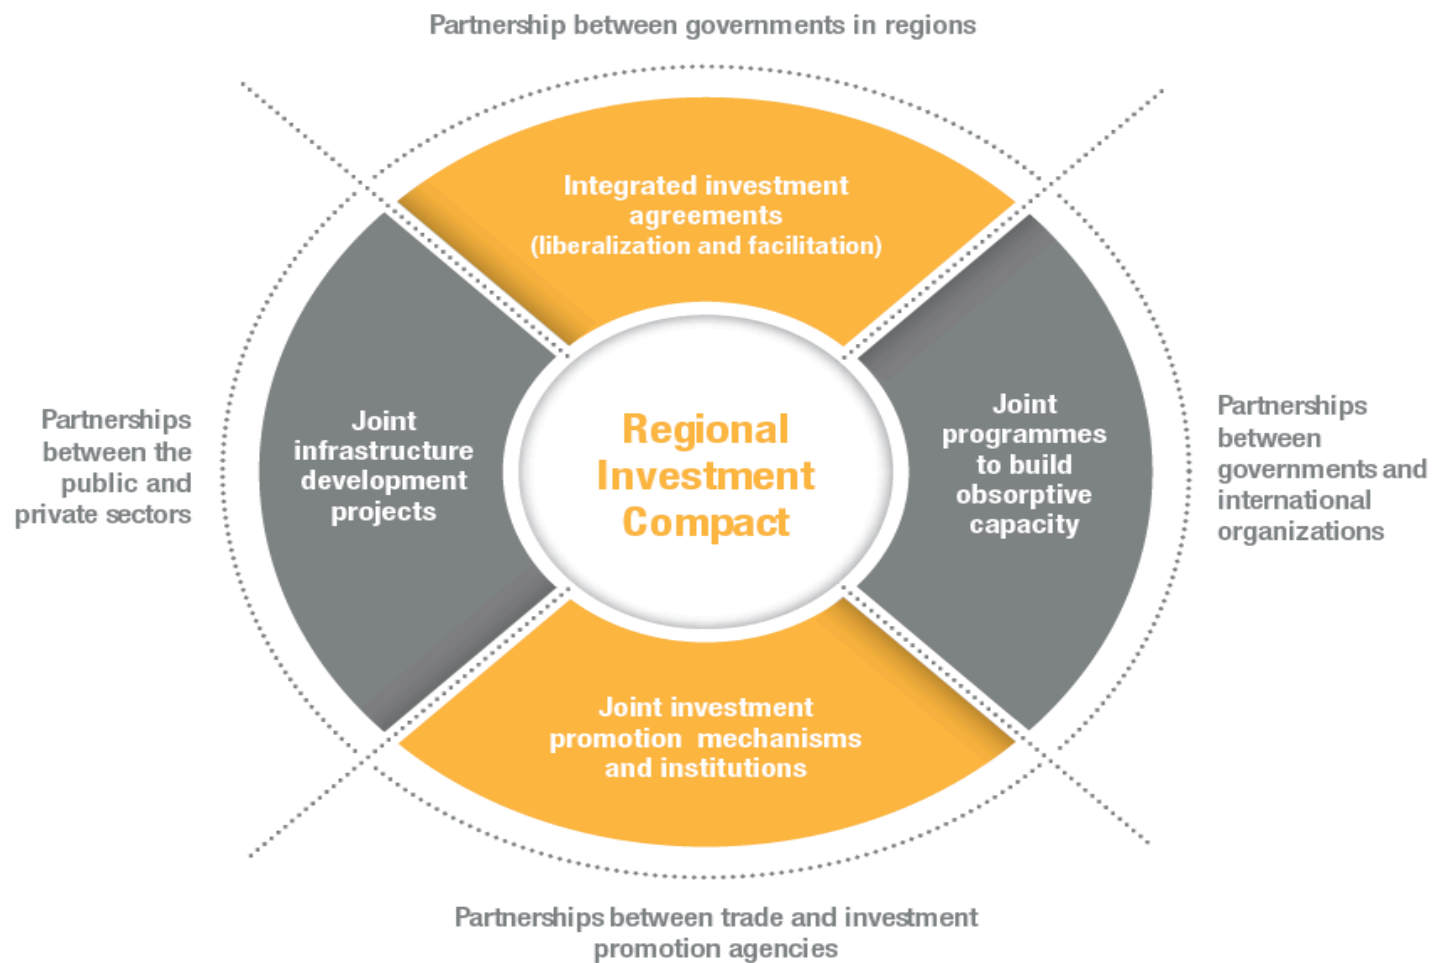 Partnership between governments in regions
Integrated investment
agreements
(liberalization and facilitation)
Partnerships
between the
public and
private sectors
Joint
infrastructure
development
projects
Regional
Investment
Compact
Joint
programmes
to build
obsorptive
capacity
Partnerships
between
governments and
international
organizations
Joint investment
promotion mechanisms
and institutions
Partnerships between trade and investment
promotion agencies